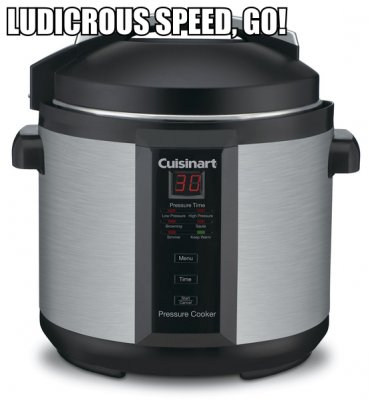 LUDICROUS SPEED, GO!
Cuisinart
30
Pressure Time
Low Pressure High Pressure
Browning Sauté
Simmer Keep Warm
Menu
Time
Start
Cancel
Pressure Cooker